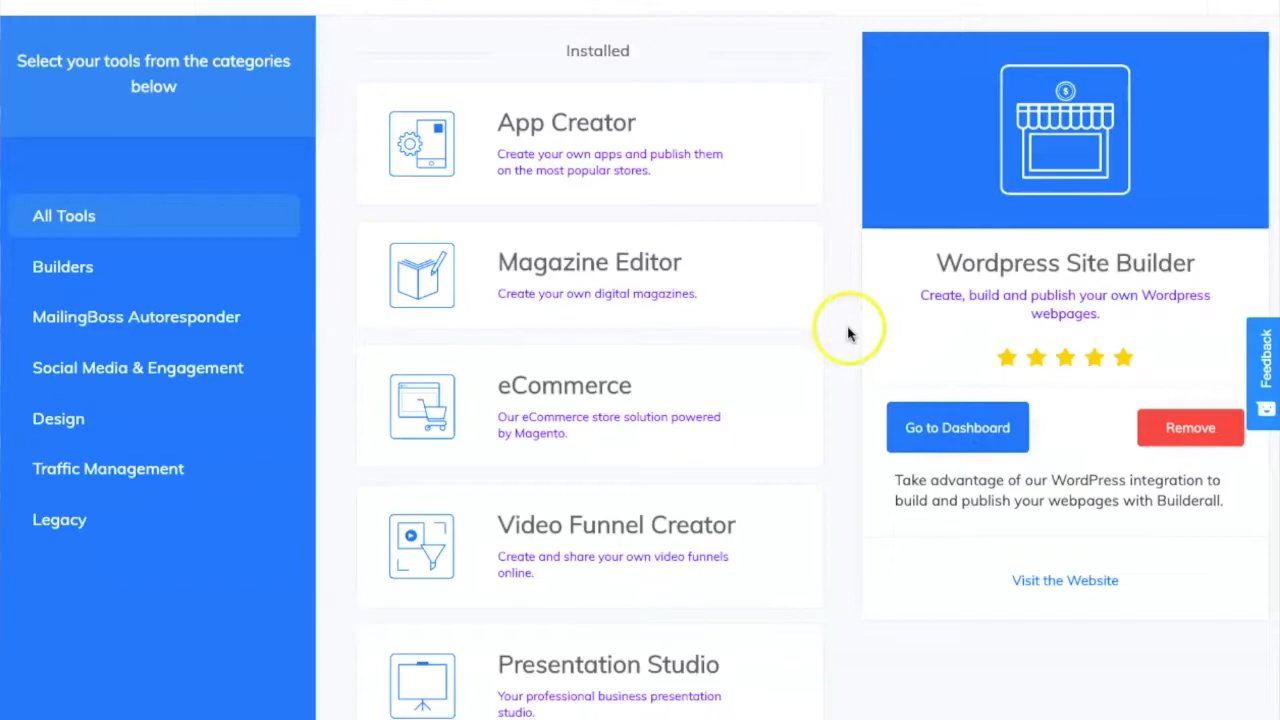 Select your tools from the categories
below
All Tools
Builders
MailingBoss Autoresponder
Social Media & Engagement
Design
Traffic Management
Legacy
Installed
App Creator
Create your own apps and publish them
on the most popular stores.
Magazine Editor
Create your own digital magazines.
eCommerce
Our eCommerce store solution powered
by Magento.
Video Funnel Creator
Create and share your own video funnels
online.
Presentation Studio
Your professional business presentation
studio.
$
Wordpress Site Builder
Create, build and publish your own Wordpress
webpages.
Go to Dashboard
Remove
Take advantage of our WordPress integration to
build and publish your webpages with Builderall.
Visit the Website
Feedback